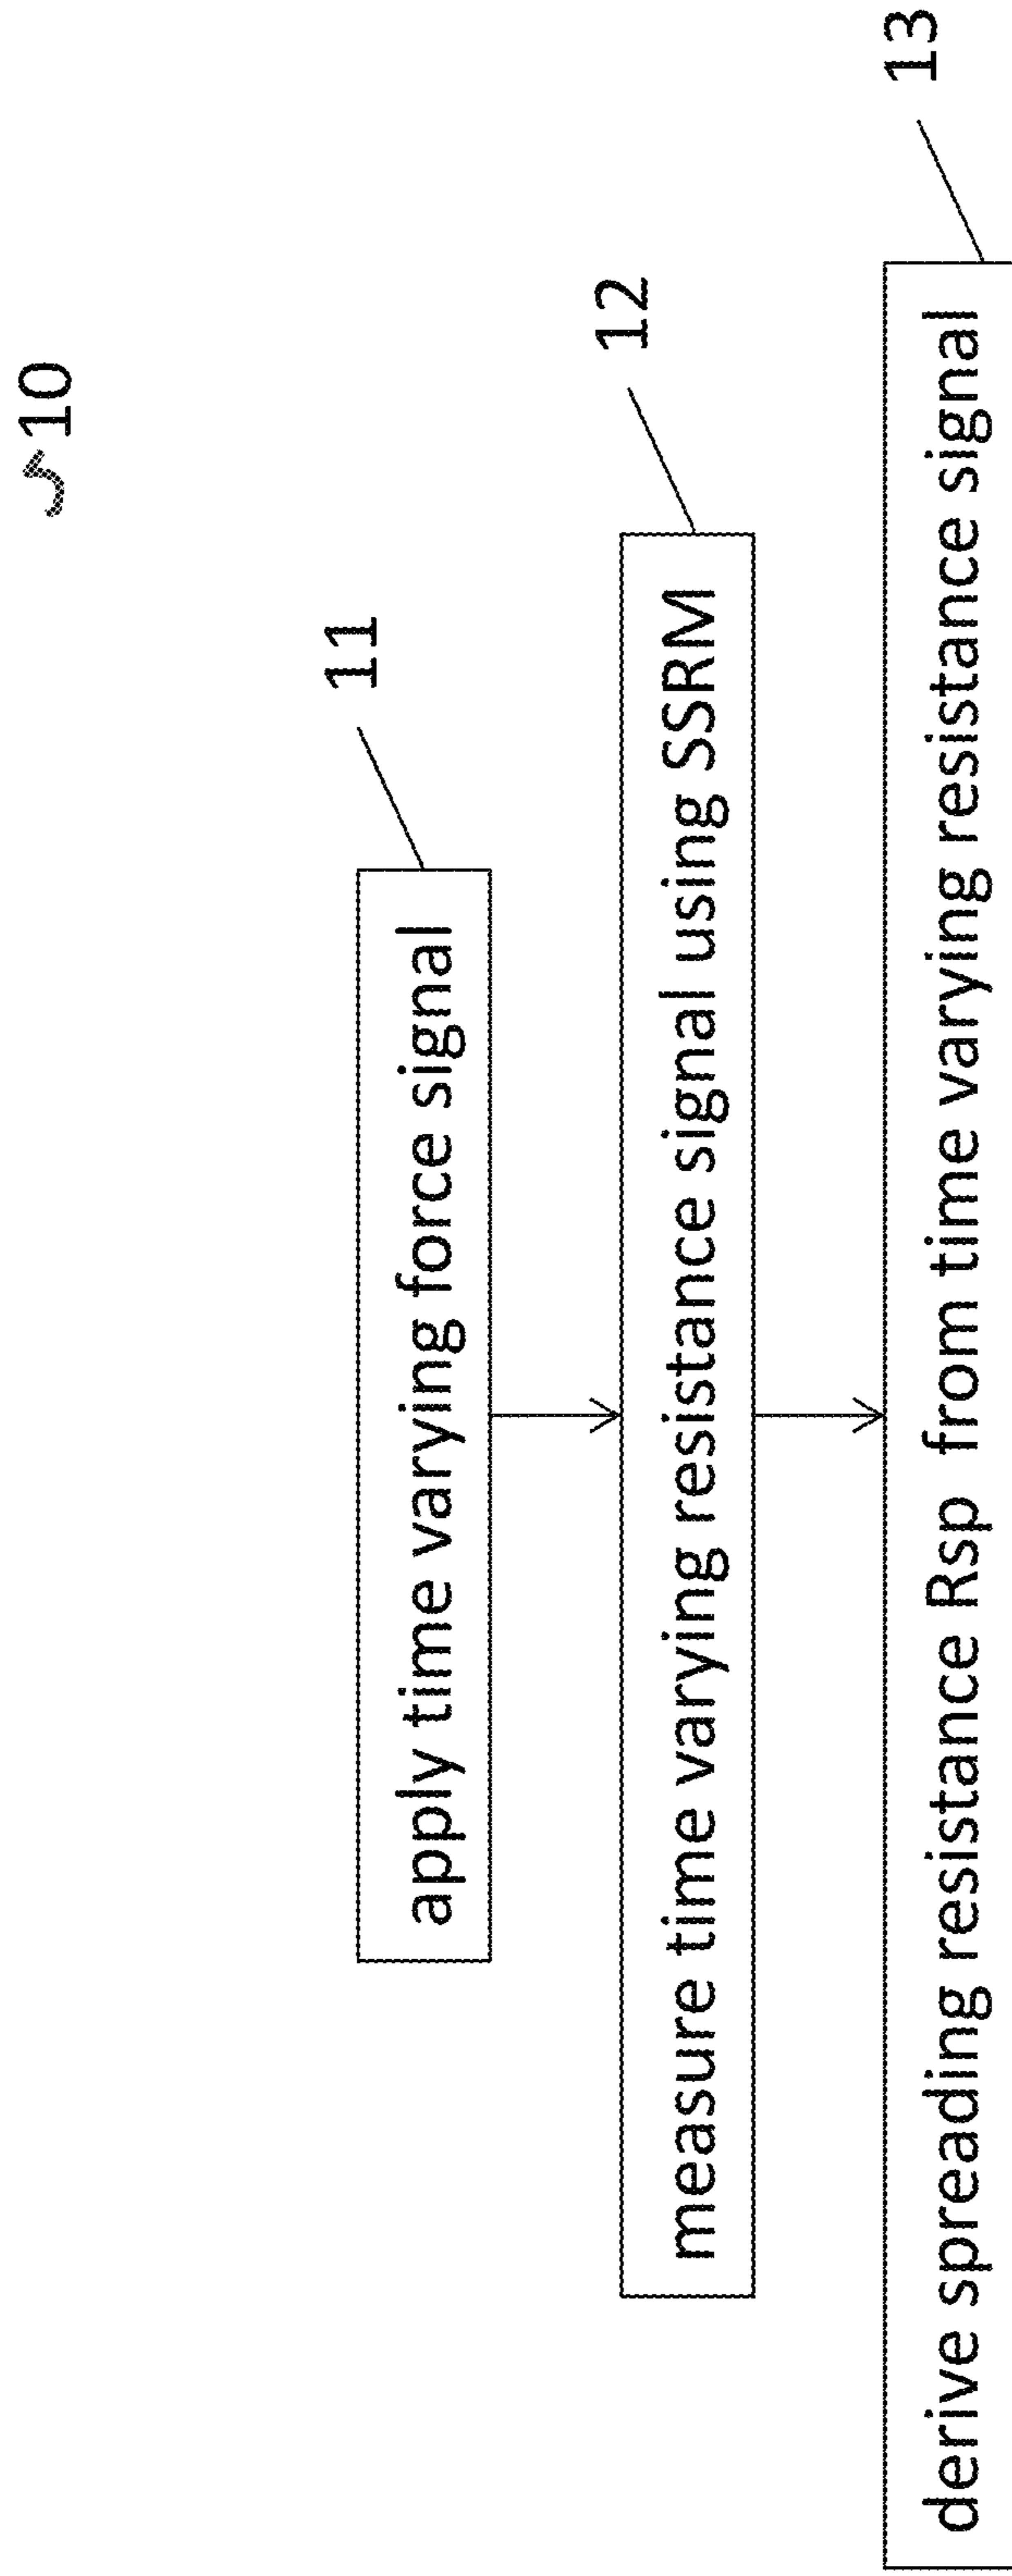 10
11
apply time varying force signal
12
measure time varying resistance signal using SSRM
13
derive spreading resistance Rsp from time varying resistance signal